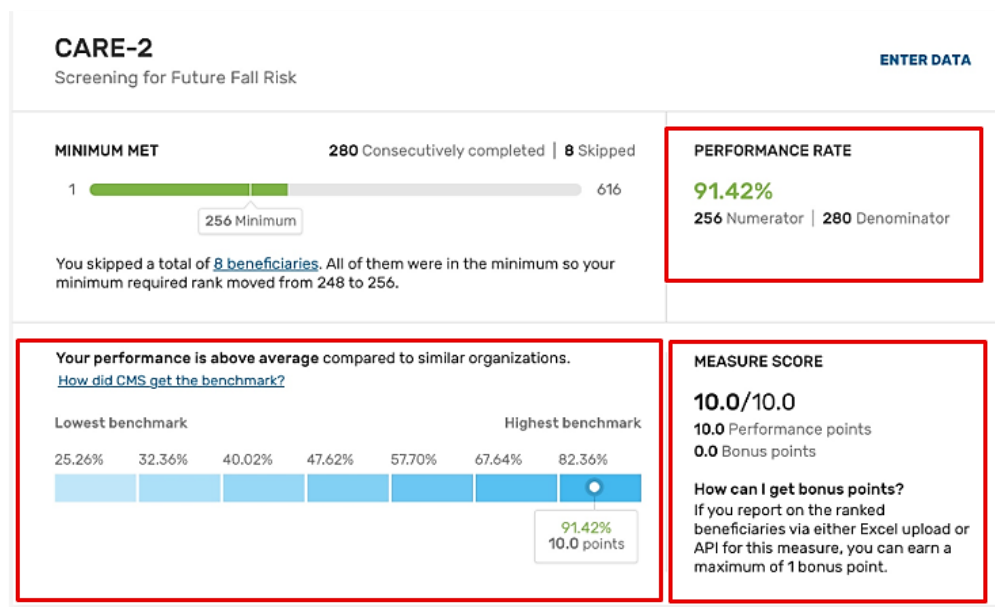 CARE-2
Screening for Future Fall Risk
ENTER DATA
MINIMUM MET
280 Consecutively completed | 8 Skipped
1
616
256 Minimum
You skipped a total of 8 beneficiaries. All of them were in the minimum so your
minimum required rank moved from 248 to 256.
PERFORMANCE RATE
91.42%
256 Numerator | 280 Denominator
Your performance is above average compared to similar organizations.
How did CMS get the benchmark?
Lowest benchmark
Highest benchmark
25.26% 32.36% 40.02% 47.62% 57.70% 67.64% 82.36%
91.42%
10.0 points
MEASURE SCORE
10.0/10.0
10.0 Performance points
0.0 Bonus points
How can I get bonus points?
If you report on the ranked
beneficiaries via either Excel upload or
API for this measure, you can earn a
maximum of 1 bonus point.